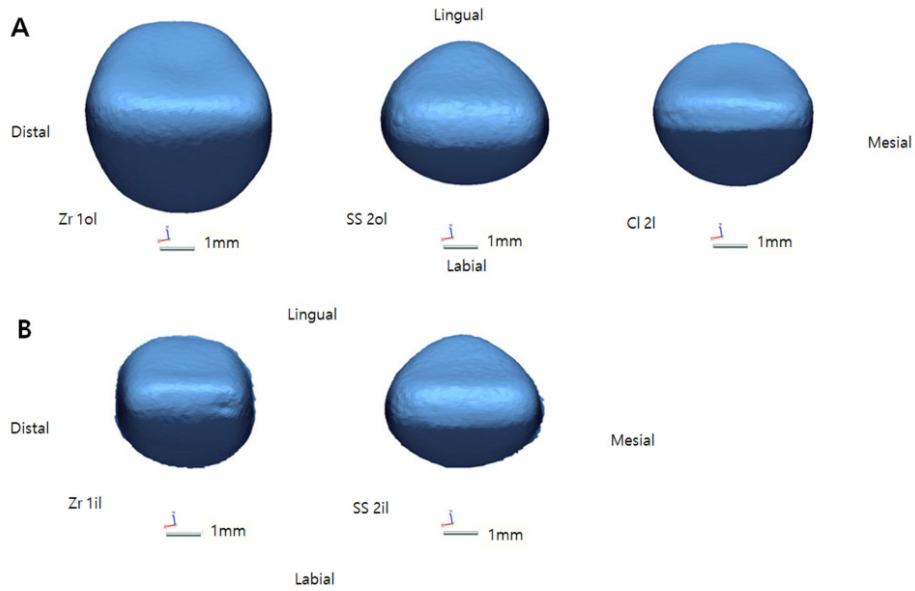 A
Lingual
Distal
Mesial
Zr 1ol
SS 2ol
Cl 2l
1mm
1mm
1mm
Labial
B
Lingual
Distal
Mesial
Zr 1il
SS 2il
1mm
1mm
Labial